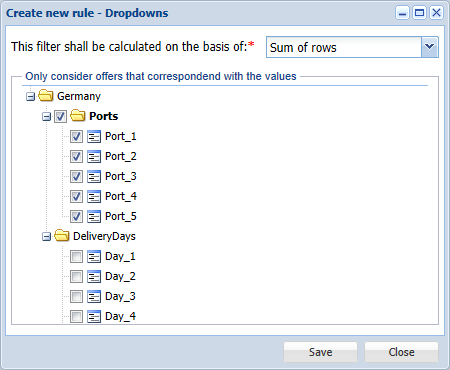 Create new rule - Dropdowns
This filter shall be calculated on the basis of:* Sum of rows
Only consider offers that correspondend with the values
Germany
Ports
Port_1
Port_2
Port_3
Port_4
Port_5
DeliveryDays
Day_1
Day_2
Day_3
Day_4
Save Close